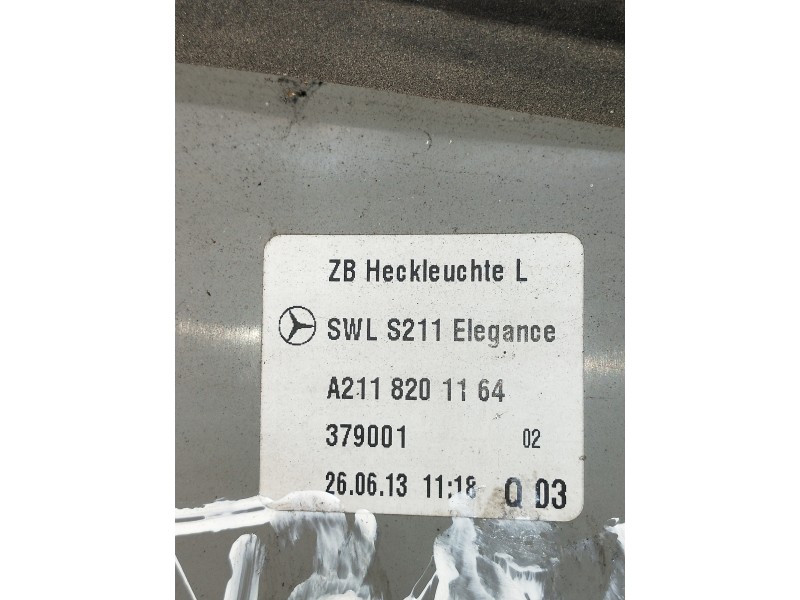 ZB Heckleuchte L
SWL S211 Elegance
A211 820 11 64
379001 02
26.06.13 11:18 Q 03